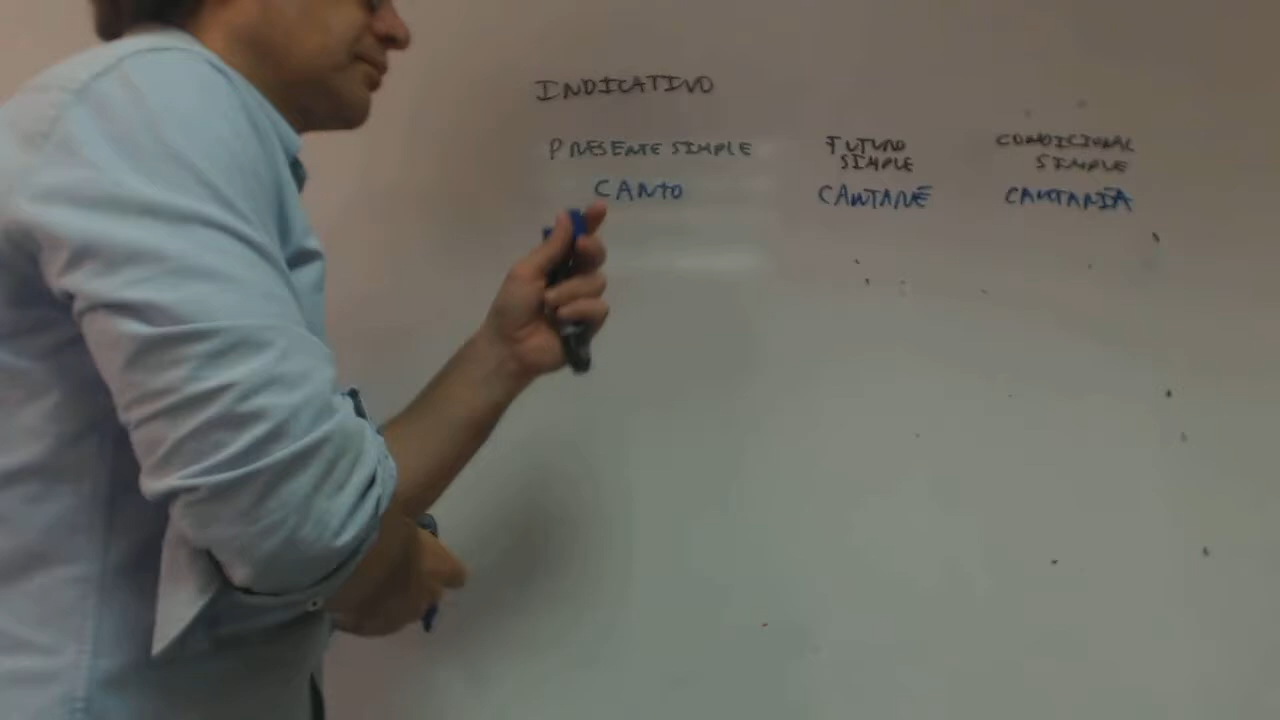 INDICATIVO
PRESENTE SIMPLE
CANTO
FUTURO
SIMPLE
CANTARÉ
CONDICIONAL
SIMPLE
CANTARÍA